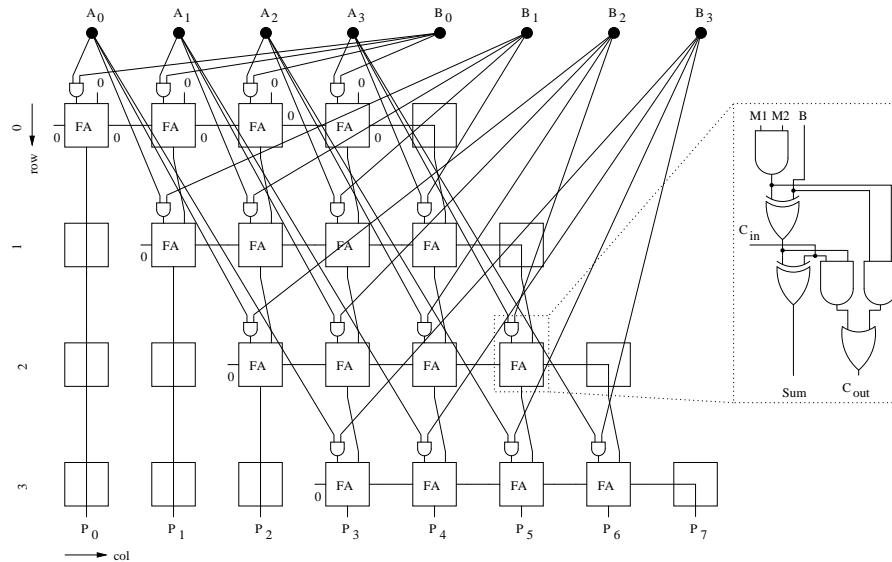 A0 A1 A2 A3 B0 B1 B2 B3
0 0 0 0
0 FA 0 FA 0 FA 0 FA
0
row
1 0 FA FA FA FA
2 0 FA FA FA FA
3 0 FA FA FA FA
P0 P1 P2 P3 P4 P5 P6 P7
col
M1 M2 B
Cin
Sum Cout